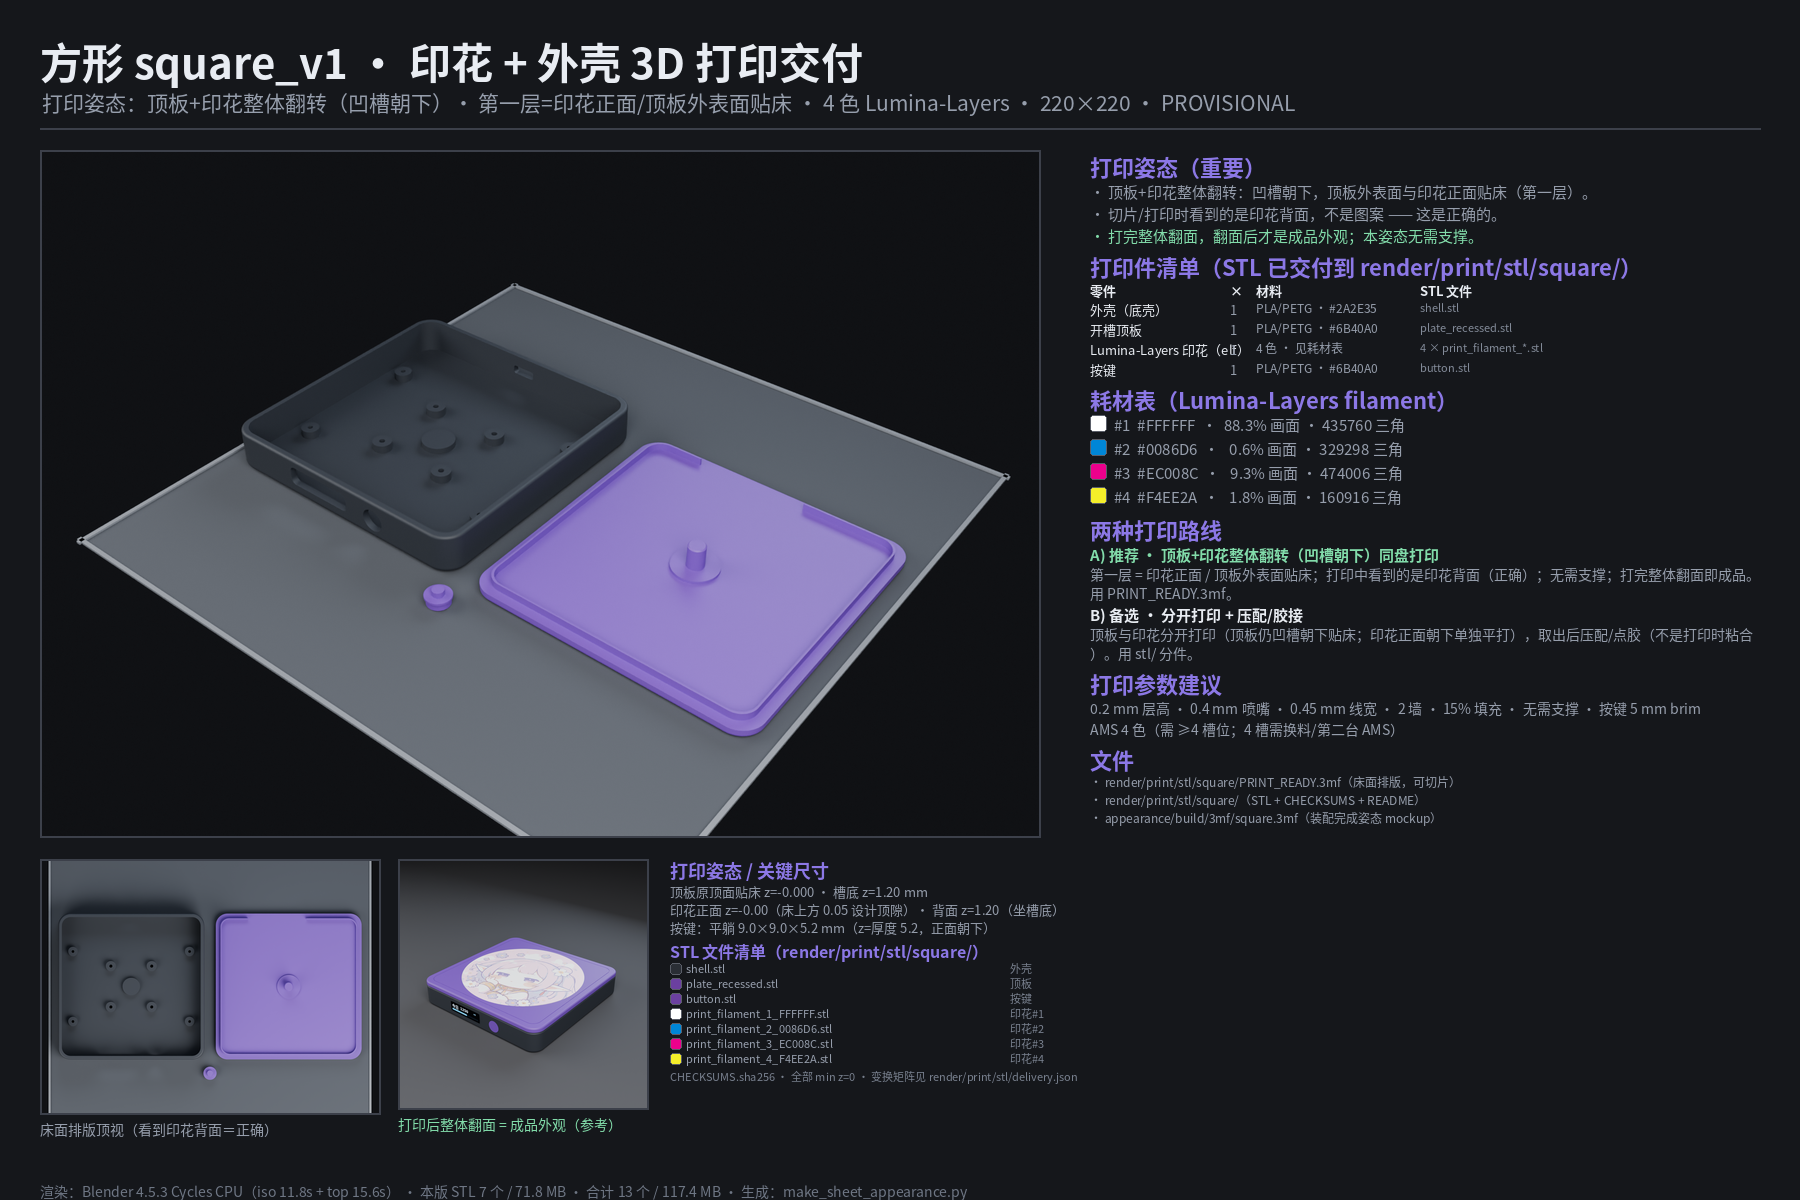 方形 square_v1 · 印花 + 外壳 3D 打印交付
打印姿态：顶板+印花整体翻转（凹槽朝下） · 第一层=印花正面/顶板外表面贴床 · 4 色 Lumina-Layers · 220×220 · PROVISIONAL
打印姿态（重要）
· 顶板+印花整体翻转：凹槽朝下，顶板外表面与印花正面贴床（第一层）。
· 切片/打印时看到的是印花背面，不是图案 —— 这是正确的。
· 打完整体翻面，翻面后才是成品外观；本姿态无需支撑。
打印件清单（STL 已交付到 render/print/stl/square/）
零件 × 材料 STL 文件
外壳（底壳） 1 PLA/PETG · #2A2E35 shell.stl
开槽顶板 1 PLA/PETG · #6B40A0 plate_recessed.stl
Lumina-Layers 印花（elf） 4 色 · 见耗材表 4 × print_filament_*.stl
按键 1 PLA/PETG · #6B40A0 button.stl
耗材表（Lumina-Layers filament）
#1 #FFFFFF · 88.3% 画面 · 435760 三角
#2 #0086D6 · 0.6% 画面 · 329298 三角
#3 #EC008C · 9.3% 画面 · 474006 三角
#4 #F4EE2A · 1.8% 画面 · 160916 三角
两种打印路线
A) 推荐 · 顶板+印花整体翻转（凹槽朝下）同盘打印
第一层 = 印花正面 / 顶板外表面贴床；打印中看到的是印花背面（正确）；无需支撑；打完整体翻面即成品。
用 PRINT_READY.3mf。
B) 备选 · 分开打印 + 压配/胶接
顶板与印花分开打印（顶板仍凹槽朝下贴床；印花正面朝下单独平打），取出后压配/点胶（不是打印时粘合
）。用 stl/ 分件。
打印参数建议
0.2 mm 层高 · 0.4 mm 喷嘴 · 0.45 mm 线宽 · 2 墙 · 15% 填充 · 无需支撑 · 按键 5 mm brim
AMS 4 色（需 ≥4 槽位；4 槽需换料/第二台 AMS）
文件
· render/print/stl/square/PRINT_READY.3mf（床面排版，可切片）
· render/print/stl/square/（STL + CHECKSUMS + README）
· appearance/build/3mf/square.3mf（装配完成姿态 mockup）
打印姿态 / 关键尺寸
顶板原顶面贴床 z=-0.000 · 槽底 z=1.20 mm
印花正面 z=-0.00（床上方 0.05 设计顶隙） · 背面 z=1.20（坐槽底）
按键：平躺 9.0×9.0×5.2 mm（z=厚度 5.2，正面朝下）
STL 文件清单（render/print/stl/square/）
shell.stl 外壳
plate_recessed.stl 顶板
button.stl 按键
print_filament_1_FFFFFF.stl 印花#1
print_filament_2_0086D6.stl 印花#2
print_filament_3_EC008C.stl 印花#3
print_filament_4_F4EE2A.stl 印花#4
CHECKSUMS.sha256 · 全部 min z=0 · 变换矩阵见 render/print/stl/delivery.json
床面排版顶视（看到印花背面＝正确）
打印后整体翻面 = 成品外观（参考）
渲染：Blender 4.5.3 Cycles CPU（iso 11.8s + top 15.6s） · 本版 STL 7 个 / 71.8 MB · 合计 13 个 / 117.4 MB · 生成：make_sheet_appearance.py